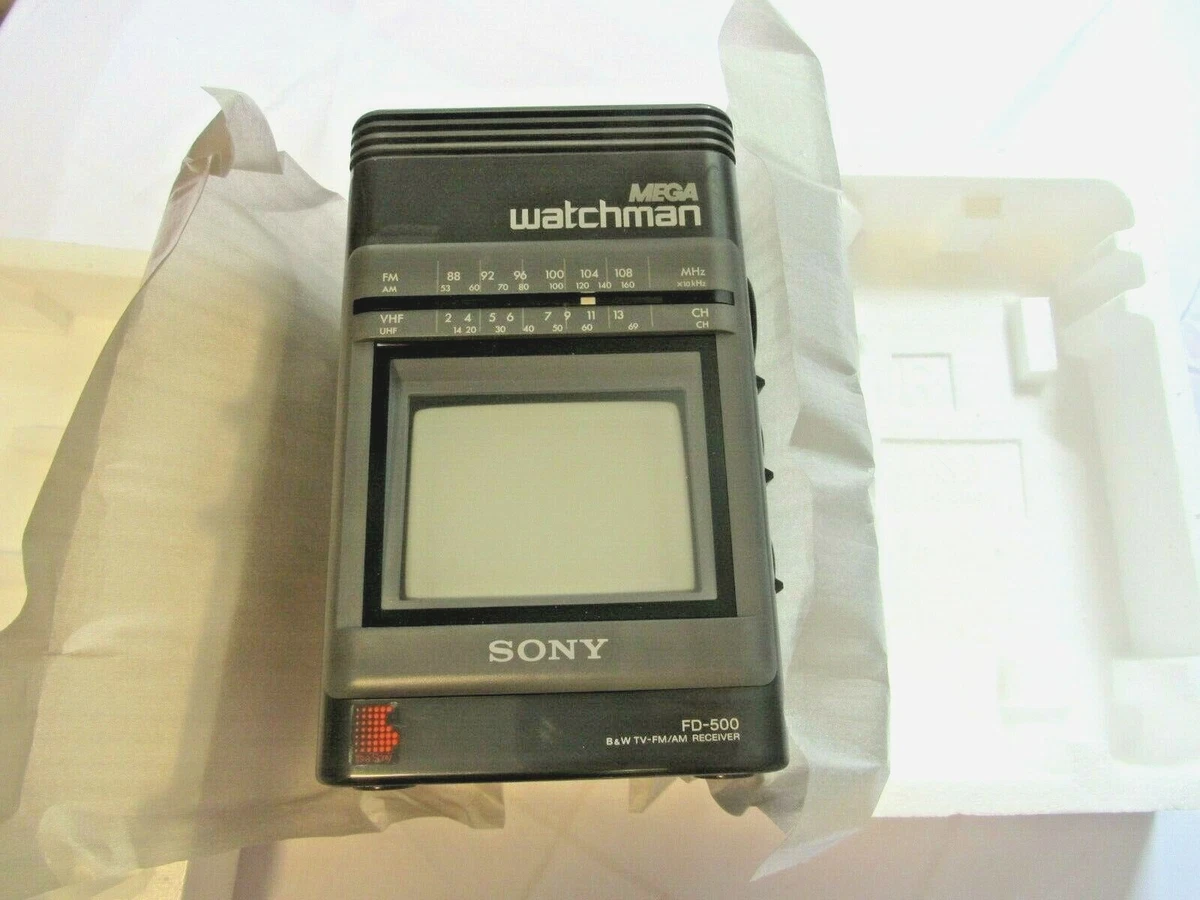 MEGA
watchman
FM 88 92 96 100 104 108 MHz
AM 53 60 70 80 100 120 140 160 ×10kHz
VHF 2 4 5 6 7 9 11 13 CH
UHF 14 20 30 40 50 60 69 CH
SONY
FD-500
B&W TV-FM/AM RECEIVER